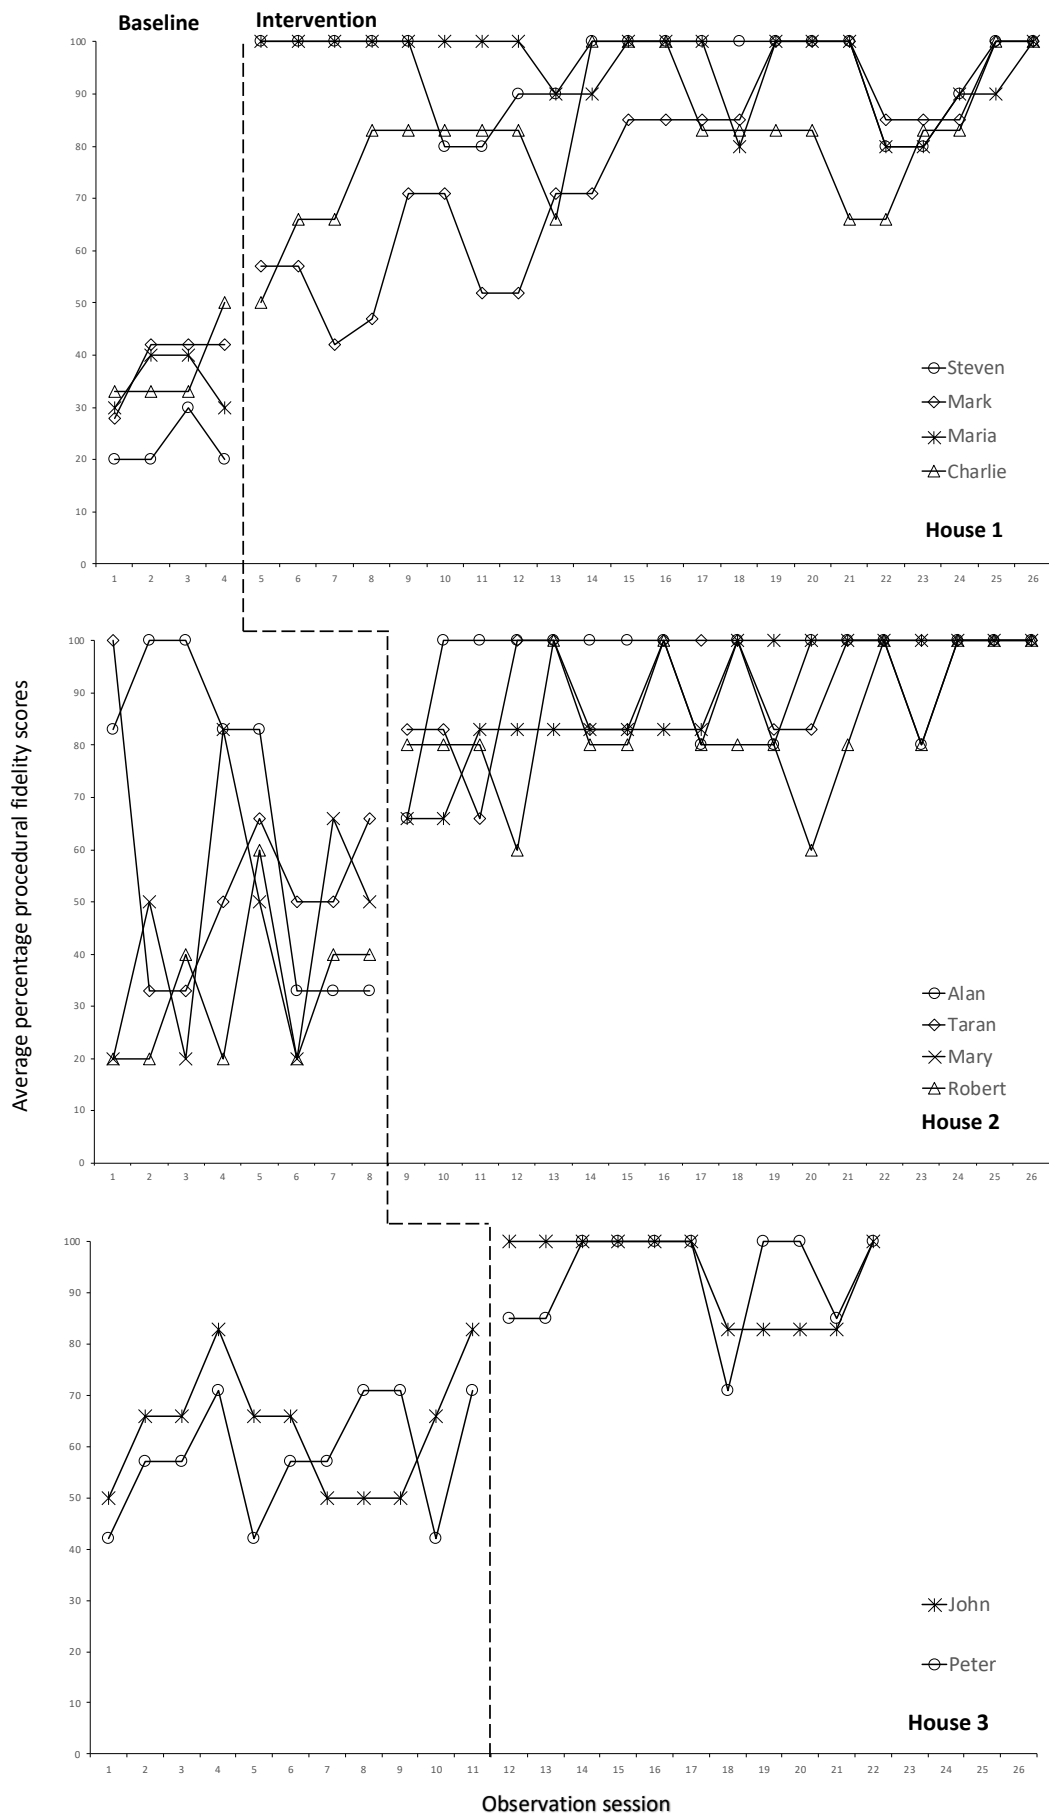 Baseline Intervention
100
90
80
70
60
50
40
30
20
10
0
1 2 3 4 5 6 7 8 9 10 11 12 13 14 15 16 17 18 19 20 21 22 23 24 25 26
Steven
Mark
Maria
Charlie
House 1
Average percentage procedural fidelity scores
100
90
80
70
60
50
40
30
20
10
0
1 2 3 4 5 6 7 8 9 10 11 12 13 14 15 16 17 18 19 20 21 22 23 24 25 26
Alan
Taran
Mary
Robert
House 2
100
90
80
70
60
50
40
30
20
10
0
1 2 3 4 5 6 7 8 9 10 11 12 13 14 15 16 17 18 19 20 21 22 23 24 25 26
John
Peter
House 3
Observation session